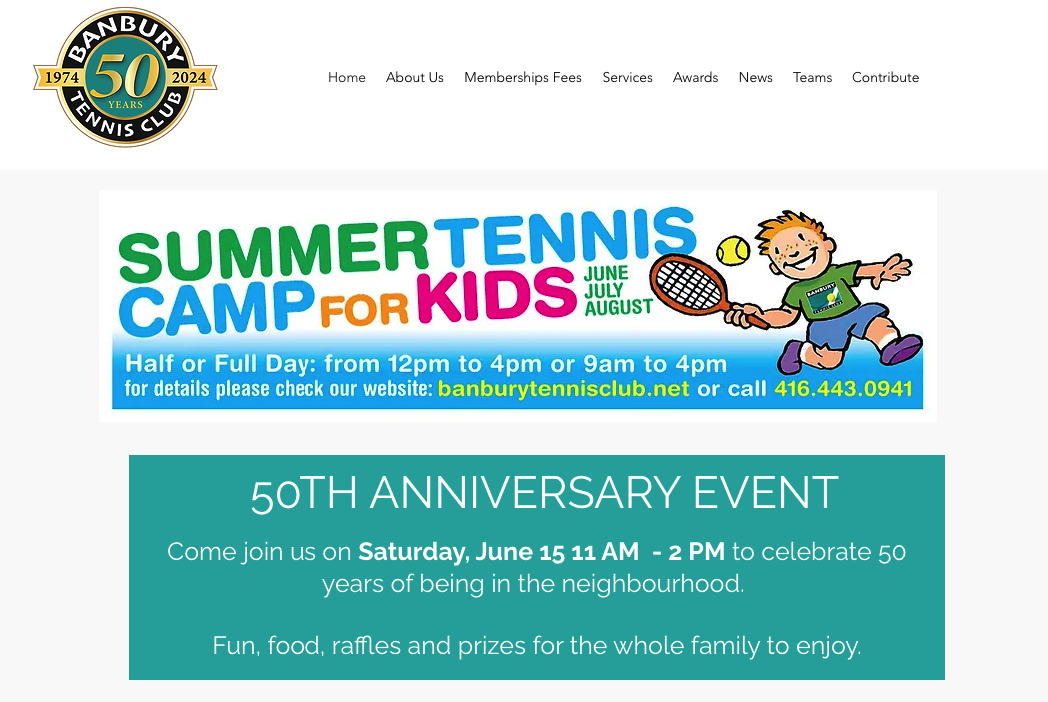 BANBURY
1974 50 2024
YEARS
TENNIS CLUB
Home About Us Memberships Fees Services Awards News Teams Contribute
SUMMER TENNIS
CAMP FOR KIDS
JUNE
JULY
AUGUST
BANBURY
Half or Full Day: from 12pm to 4pm or 9am to 4pm
for details please check our website: banburytennisclub.net or call 416.443.0941
50TH ANNIVERSARY EVENT
Come join us on Saturday, June 15 11 AM - 2 PM to celebrate 50
years of being in the neighbourhood.
Fun, food, raffles and prizes for the whole family to enjoy.